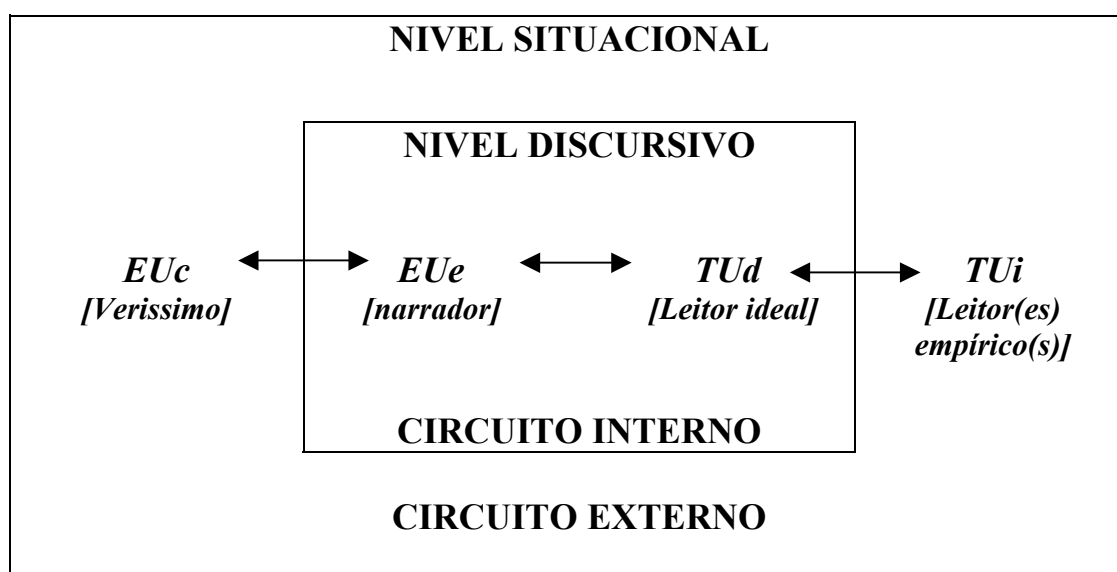 NIVEL SITUACIONAL
NIVEL DISCURSIVO
EUc EUe TUd TUi
[Verissimo] [narrador] [Leitor ideal] [Leitor(es)
empírico(s)]
CIRCUITO INTERNO
CIRCUITO EXTERNO